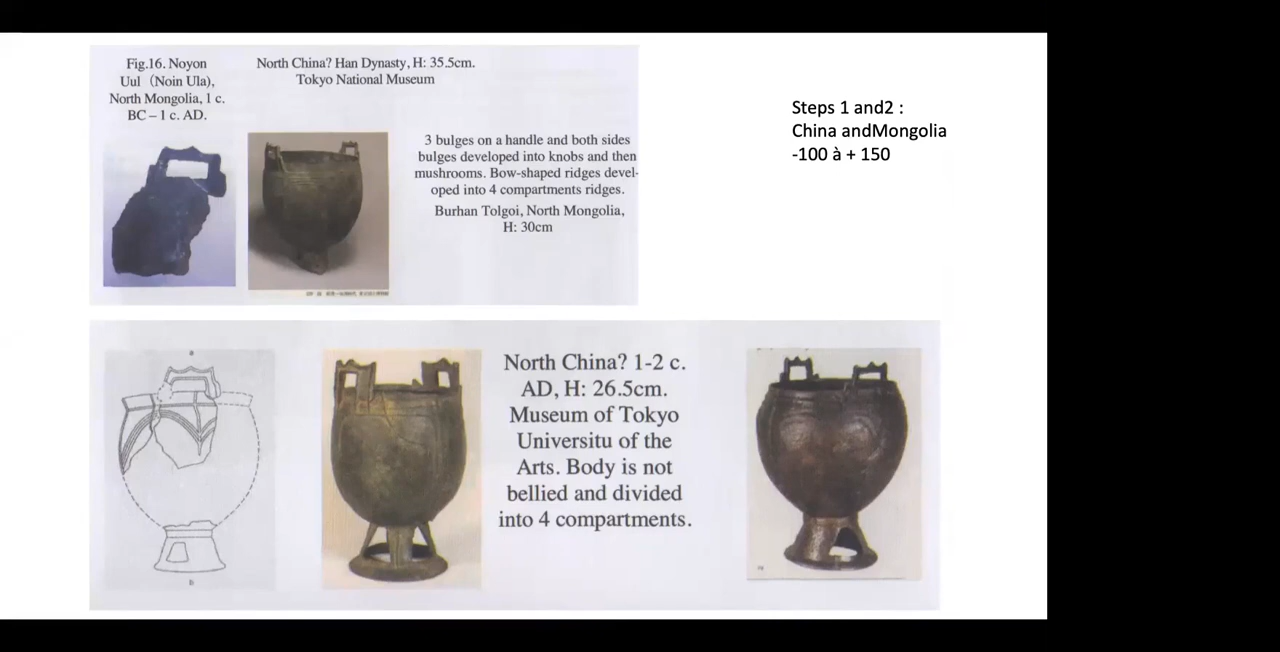 Fig.16. Noyon
Uul (Noin Ula),
North Mongolia, 1 c.
BC – 1 c. AD.
North China? Han Dynasty, H: 35.5cm.
Tokyo National Museum
3 bulges on a handle and both sides
bulges developed into knobs and then
mushrooms. Bow-shaped ridges devel-
oped into 4 compartments ridges.
Burhan Tolgoi, North Mongolia,
H: 30cm
Steps 1 and2 :
China andMongolia
-100 à + 150
a
b
North China? 1-2 c.
AD, H: 26.5cm.
Museum of Tokyo
Universitu of the
Arts. Body is not
bellied and divided
into 4 compartments.